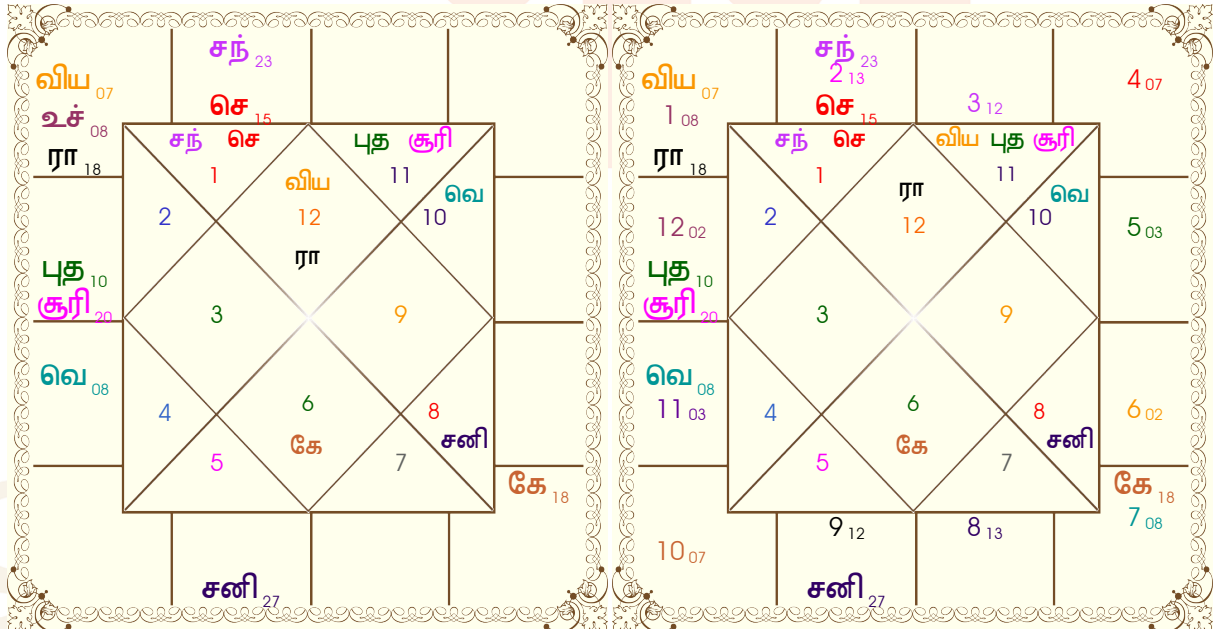 சந் 23
விய 07
உச் 08
செ 15
ரா 18
சந் செ புத சூரி
1 விய 11 வெ
2 12 10
ரா
புத 10
சூரி 20
3 9
வெ 08
6 8
4 கே சனி
5 7
கே 18
சனி 27
சந் 23
2 13
விய 07
4 07
1 08
செ 15
3 12
ரா 18
சந் செ விய புத சூரி
1 ரா 11 வெ
2 12 10
12 02
5 03
புத 10
சூரி 20
3 9
வெ 08
11 03
6 8
4 கே சனி
6 02
5 7
கே 18
7 08
9 12
8 13
10 07
சனி 27